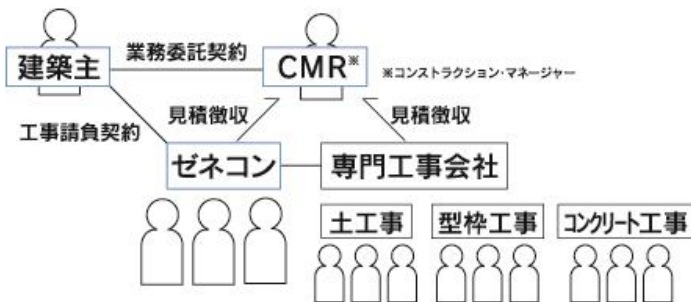 業務委託契約
建築主
CMR※
※コンストラクション・マネージャー
見積徴収
見積徴収
工事請負契約
ゼネコン
専門工事会社
土工事
型枠工事
コンクリート工事